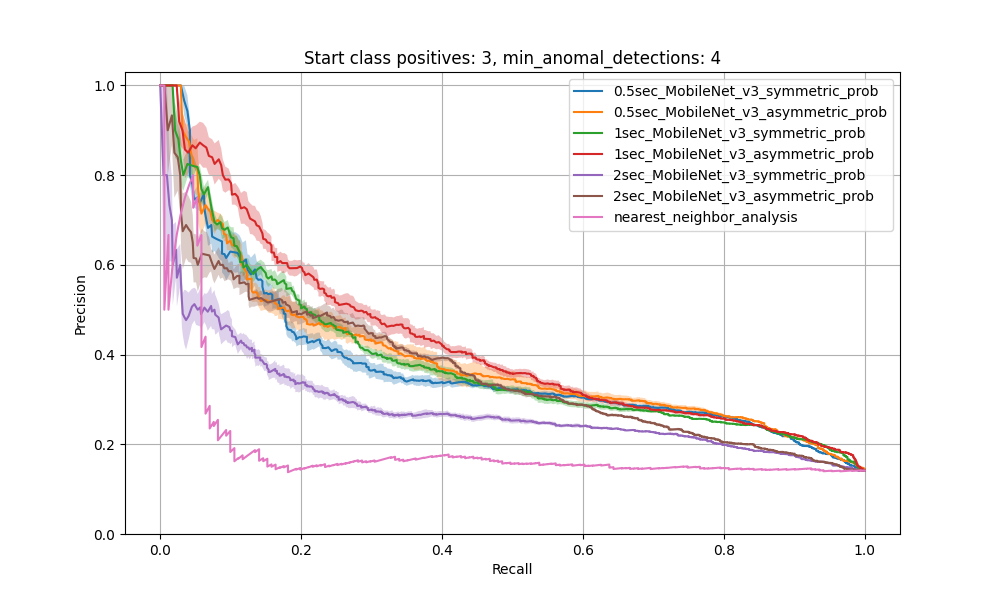 Start class positives: 3, min_anomal_detections: 4
1.0
0.8
0.6
0.4
0.2
0.0
Precision
0.5sec_MobileNet_v3_symmetric_prob
0.5sec_MobileNet_v3_asymmetric_prob
1sec_MobileNet_v3_symmetric_prob
1sec_MobileNet_v3_asymmetric_prob
2sec_MobileNet_v3_symmetric_prob
2sec_MobileNet_v3_asymmetric_prob
nearest_neighbor_analysis
0.0 0.2 0.4 0.6 0.8 1.0
Recall